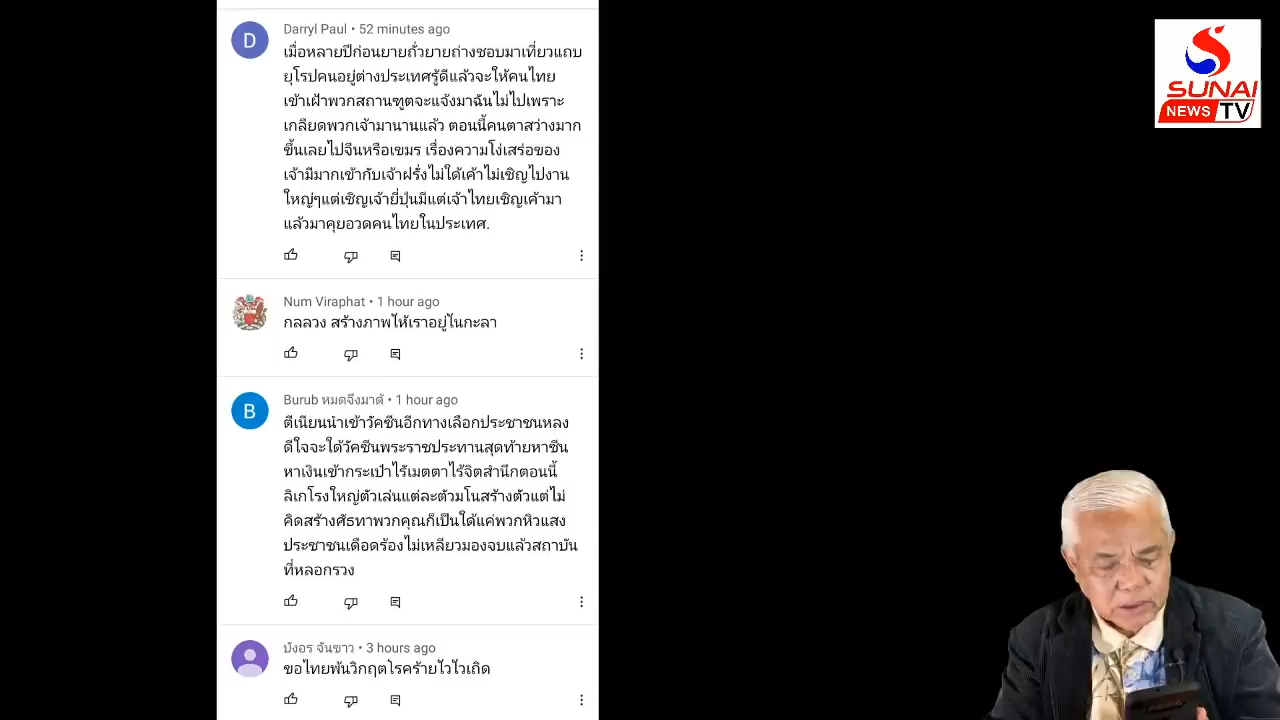 Darryl Paul • 52 minutes ago
เมื่อหลายปีก่อนยายถั่วยายถ่างชอบมาเที่ยวแถบ
ยุโรปคนอยู่ต่างประเทศรู้ดีแล้วจะให้คนไทย
เข้าเฝ้าพวกสถานฑูตจะแจ้งมาฉันไม่ไปเพราะ
เกลียดพวกเจ้ามานานแล้ว ตอนนี้คนตาสว่างมาก
ขึ้นเลยไปจีนหรือเขมร เรื่องความโง่เสร่อของ
เจ้ามีมากเข้ากับเจ้าฝรั่งไม่ใด้เค้าไม่เชิญไปงาน
ใหญ่ๆแต่เชิญเจ้ายี่ปุ่นมีแต่เจ้าไทยเชิญเค้ามา
แล้วมาคุยอวดคนไทยในประเทศ.
Num Viraphat • 1 hour ago
กลลวง สร้างภาพไห้เราอยู่ไนกะลา
Burub หมดจึงมาด้ • 1 hour ago
ตีเนียนนำเข้าวัคซีนอีกทางเลือกประชาชนหลง
ดีใจจะใด้วัคซีนพระราชประทานสุดท้ายหาซีน
หาเงินเข้ากระเป๋าไร้เมตตาไร้จิตสำนึกตอนนี้
ลิเกโรงใหญ่ตัวเล่นแต่ละตัวมโนสร้างตัวแต่ไม่
คิดสร้างศัธทาพวกคุณก็เป็นใด้แค่พวกหิวแสง
ประชาชนเดือดร้องไม่เหลียวมองจบแล้วสถาบัน
ที่หลอกรวง
บังอร จันขาว • 3 hours ago
ขอไทยพ้นวิกฤตโรคร้ายไวไวเถิด
SUNAI
NEWS TV
D
B